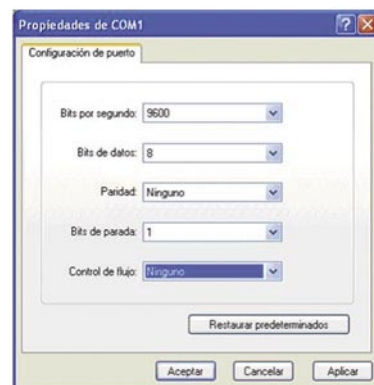 Propiedades de COM1
Configuración de puerto
Bits por segundo: 9600
Bits de datos: 8
Paridad: Ninguno
Bits de parada: 1
Control de flujo: Ninguno
Restaurar predeterminados
Aceptar Cancelar Aplicar